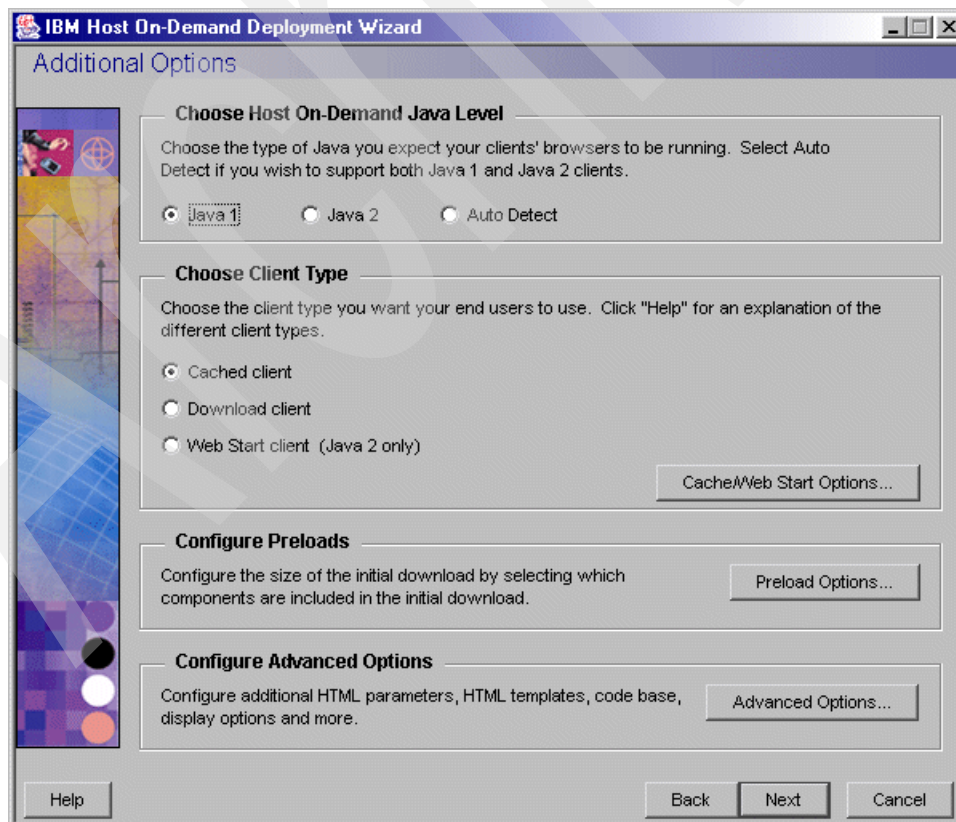 IBM Host On-Demand Deployment Wizard
Additional Options
Choose Host On-Demand Java Level
Choose the type of Java you expect your clients' browsers to be running. Select Auto
Detect if you wish to support both Java 1 and Java 2 clients.
Java 1 Java 2 Auto Detect
Choose Client Type
Choose the client type you want your end users to use. Click "Help" for an explanation of the
different client types.
Cached client
Download client
Web Start client (Java 2 only)
Cache/Web Start Options...
Configure Preloads
Configure the size of the initial download by selecting which
components are included in the initial download.
Preload Options...
Configure Advanced Options
Configure additional HTML parameters, HTML templates, code base,
display options and more.
Advanced Options...
Help Back Next Cancel